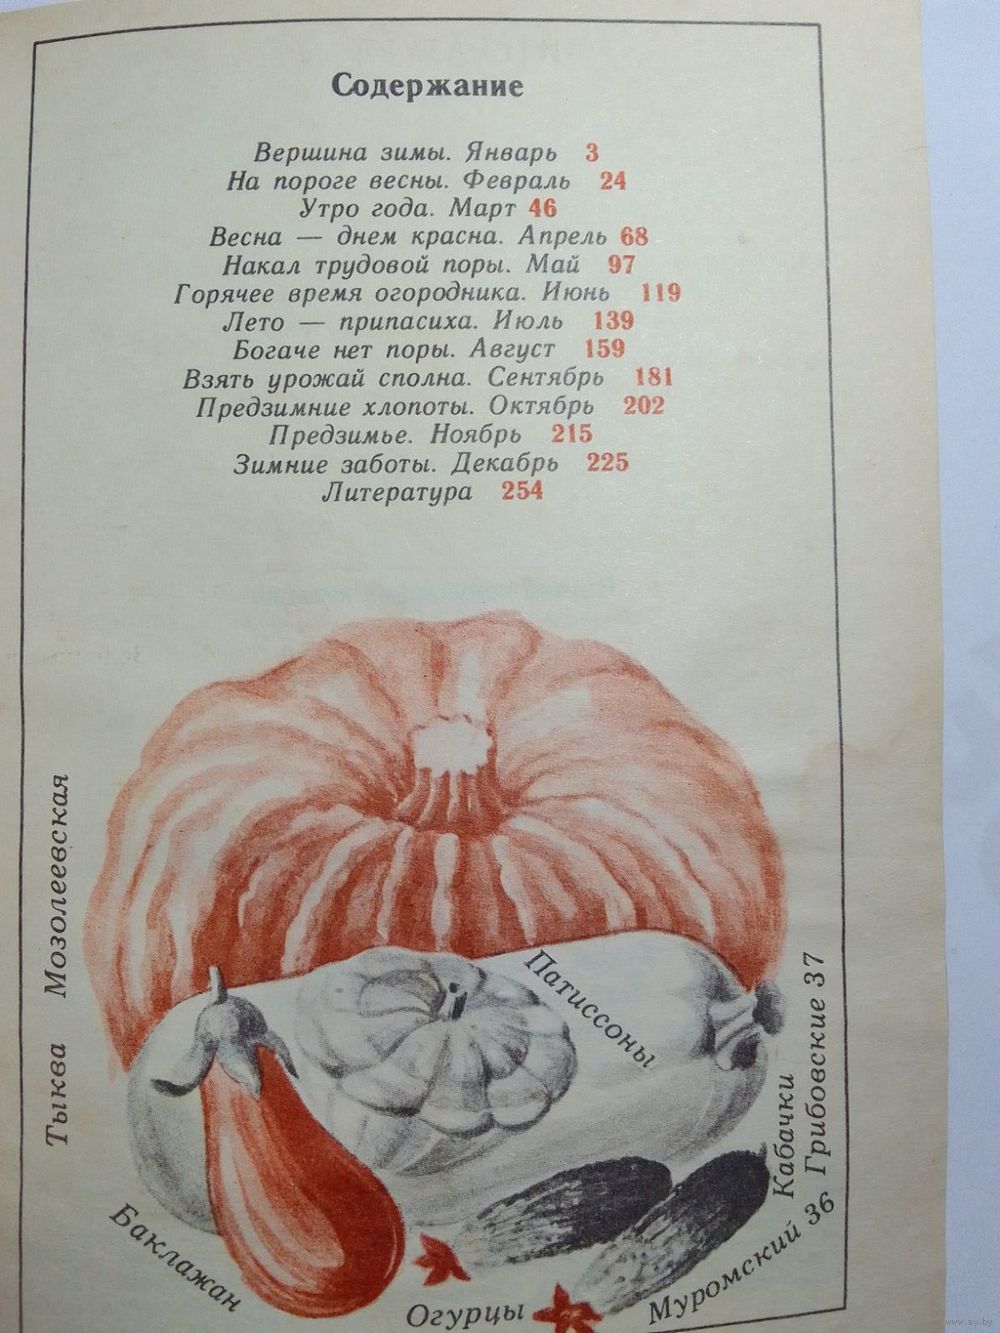 Содержание
Вершина зимы. Январь 3
На пороге весны. Февраль 24
Утро года. Март 46
Весна — днем красна. Апрель 68
Накал трудовой поры. Май 97
Горячее время огородника. Июнь 119
Лето — припасиха. Июль 139
Богаче нет поры. Август 159
Взять урожай сполна. Сентябрь 181
Предзимние хлопоты. Октябрь 202
Предзимье. Ноябрь 215
Зимние заботы. Декабрь 225
Литература 254
Тыква Мозолеевская
Патиссоны
Кабачки
Грибовские 37
Баклажан
Огурцы
Муромский 36
www.ay.by